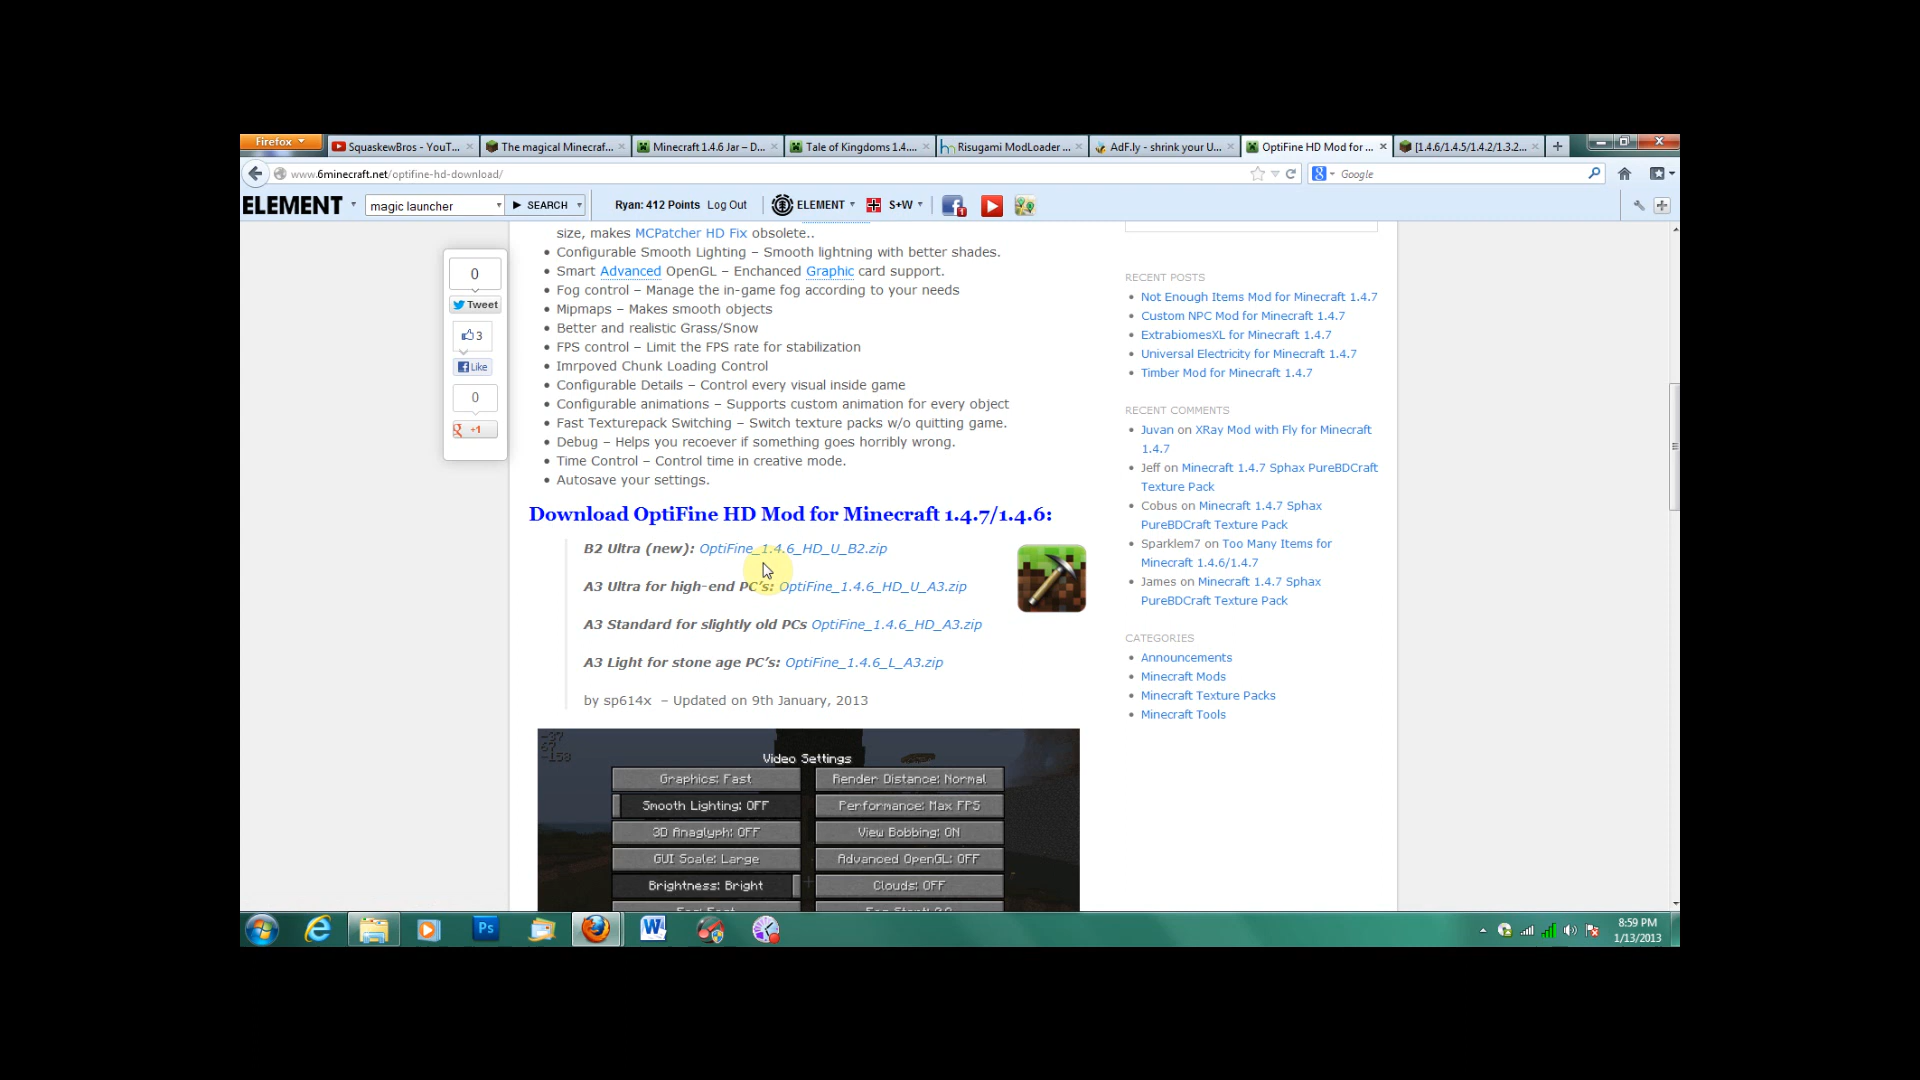 Firefox
SquaskewBros - YouT...
The magical Minecraf...
Minecraft 1.4.6 Jar – D...
Tale of Kingdoms 1.4....
Risugami ModLoader ...
AdF.ly - shrink your U...
OptiFine HD Mod for ...
[1.4.6/1.4.5/1.4.2/1.3.2...
www.6minecraft.net/optifine-hd-download/
Google
ELEMENT
magic launcher
SEARCH
Ryan: 412 Points
Log Out
ELEMENT
S+W
size, makes MCPatcher HD Fix obsolete..
• Configurable Smooth Lighting – Smooth lightning with better shades.
• Smart Advanced OpenGL – Enchanced Graphic card support.
• Fog control – Manage the in-game fog according to your needs
• Mipmaps – Makes smooth objects
• Better and realistic Grass/Snow
• FPS control – Limit the FPS rate for stabilization
• Imrpoved Chunk Loading Control
• Configurable Details – Control every visual inside game
• Configurable animations – Supports custom animation for every object
• Fast Texturepack Switching – Switch texture packs w/o quitting game.
• Debug – Helps you recoever if something goes horribly wrong.
• Time Control – Control time in creative mode.
• Autosave your settings.
0
Tweet
3
Like
0
+1
Download OptiFine HD Mod for Minecraft 1.4.7/1.4.6:
B2 Ultra (new): OptiFine_1.4.6_HD_U_B2.zip
A3 Ultra for high-end PC's: OptiFine_1.4.6_HD_U_A3.zip
A3 Standard for slightly old PCs OptiFine_1.4.6_HD_A3.zip
A3 Light for stone age PC's: OptiFine_1.4.6_L_A3.zip
by sp614x – Updated on 9th January, 2013
Video Settings
Graphics: Fast
Render Distance: Normal
Smooth Lighting: OFF
Performance: Max FPS
3D Anaglyph: OFF
View Bobbing: ON
GUI Scale: Large
Advanced OpenGL: OFF
Brightness: Bright
Clouds: OFF
RECENT POSTS
• Not Enough Items Mod for Minecraft 1.4.7
• Custom NPC Mod for Minecraft 1.4.7
• ExtrabiomesXL for Minecraft 1.4.7
• Universal Electricity for Minecraft 1.4.7
• Timber Mod for Minecraft 1.4.7
RECENT COMMENTS
• Juvan on XRay Mod with Fly for Minecraft
1.4.7
• Jeff on Minecraft 1.4.7 Sphax PureBDCraft
Texture Pack
• Cobus on Minecraft 1.4.7 Sphax
PureBDCraft Texture Pack
• Sparklem7 on Too Many Items for
Minecraft 1.4.6/1.4.7
• James on Minecraft 1.4.7 Sphax
PureBDCraft Texture Pack
CATEGORIES
• Announcements
• Minecraft Mods
• Minecraft Texture Packs
• Minecraft Tools
Ps
W
8:59 PM
1/13/2013